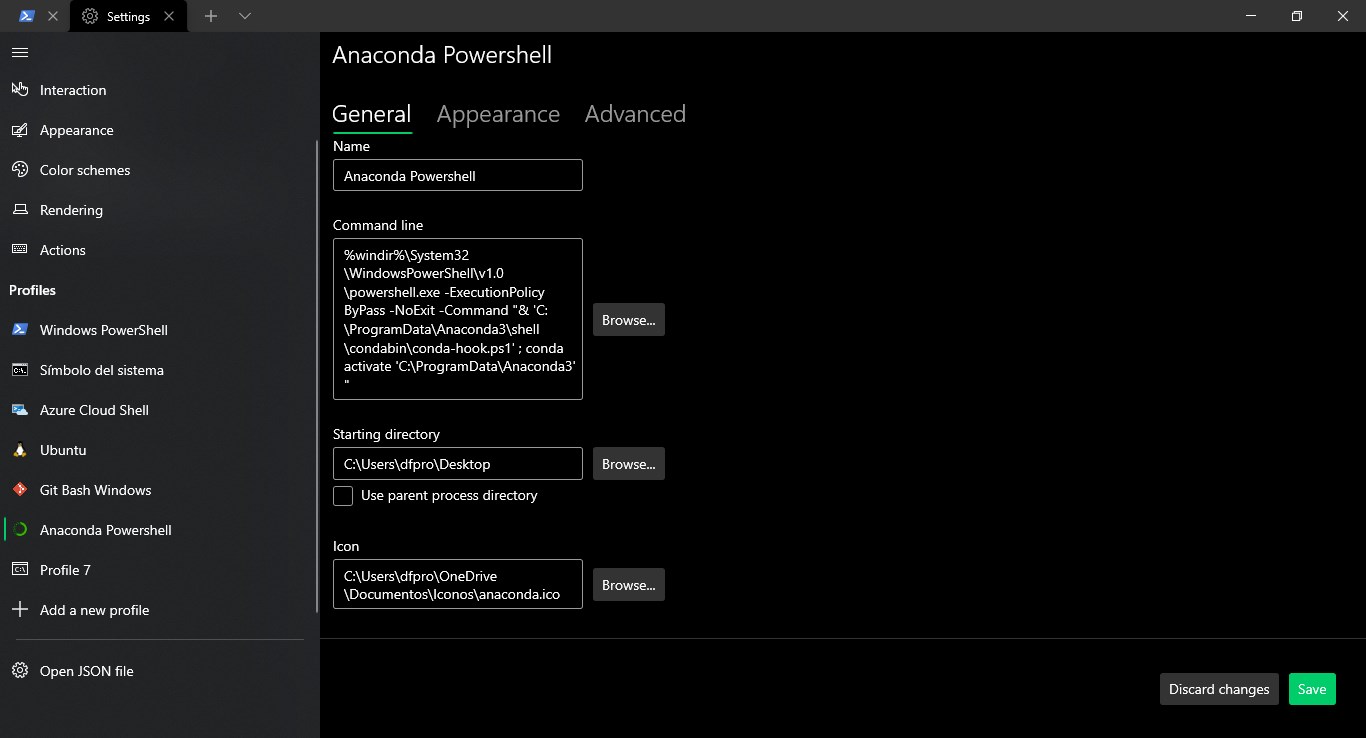 Settings
Interaction
Appearance
Color schemes
Rendering
Actions
Profiles
Windows PowerShell
Símbolo del sistema
Azure Cloud Shell
Ubuntu
Git Bash Windows
Anaconda Powershell
Profile 7
Add a new profile
Open JSON file
Anaconda Powershell
General Appearance Advanced
Name
Anaconda Powershell
Command line
%windir%\System32
\WindowsPowerShell\v1.0
\powershell.exe -ExecutionPolicy
ByPass -NoExit -Command "& 'C:
\ProgramData\Anaconda3\shell
\condabin\conda-hook.ps1' ; conda
activate 'C:\ProgramData\Anaconda3'
"
Browse...
Starting directory
C:\Users\dfpro\Desktop
Browse...
Use parent process directory
Icon
C:\Users\dfpro\OneDrive
\Documentos\Iconos\anaconda.ico
Browse...
Discard changes
Save